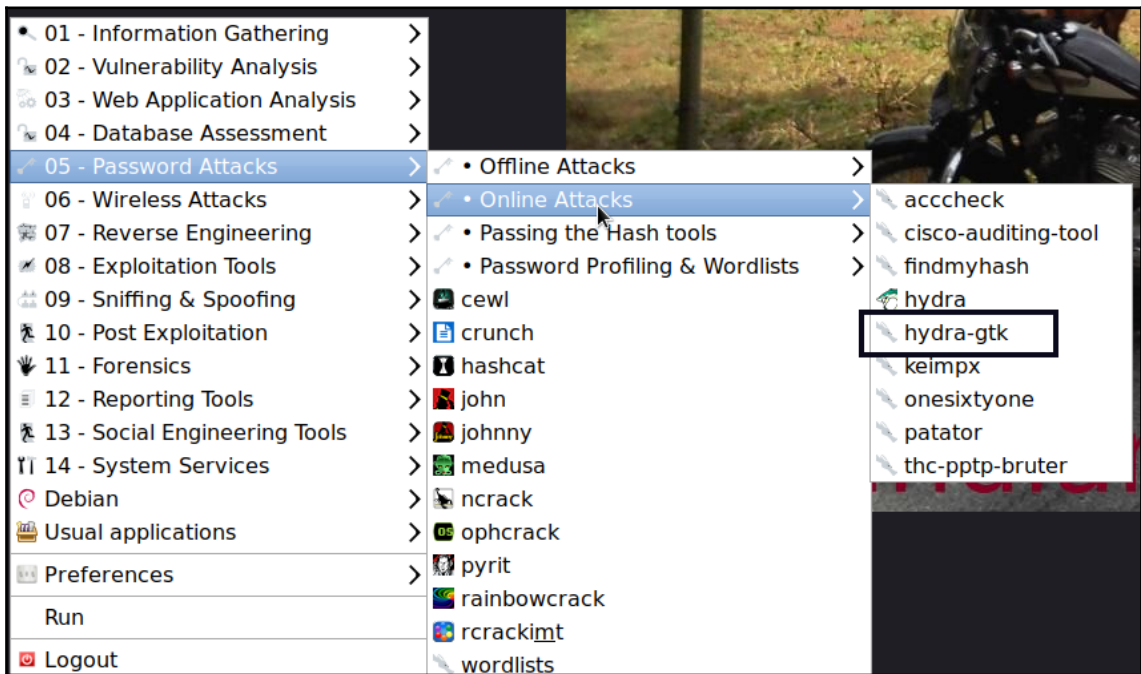 01 - Information Gathering
02 - Vulnerability Analysis
03 - Web Application Analysis
04 - Database Assessment
05 - Password Attacks
06 - Wireless Attacks
07 - Reverse Engineering
08 - Exploitation Tools
09 - Sniffing & Spoofing
10 - Post Exploitation
11 - Forensics
12 - Reporting Tools
13 - Social Engineering Tools
14 - System Services
Debian
Usual applications
Preferences
Run
Logout
• Offline Attacks
• Online Attacks
• Passing the Hash tools
• Password Profiling & Wordlists
cewl
crunch
hashcat
john
johnny
medusa
ncrack
ophcrack
pyrit
rainbowcrack
rcrackimt
wordlists
acccheck
cisco-auditing-tool
findmyhash
hydra
hydra-gtk
keimpx
onesixtyone
patator
thc-pptp-bruter